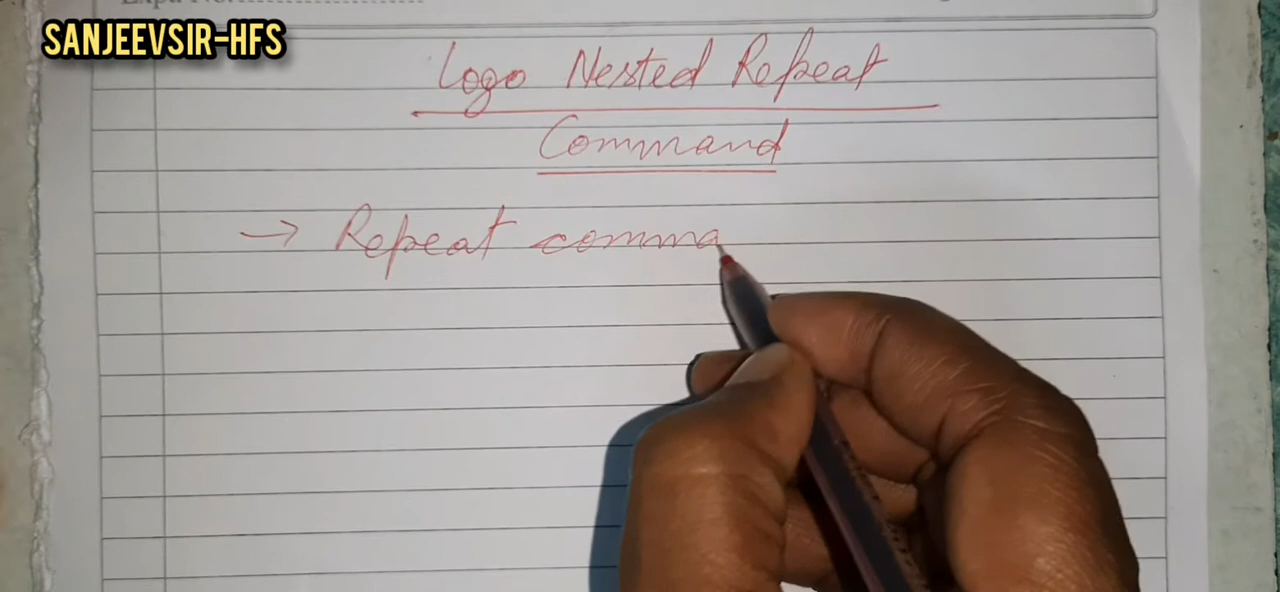 SANJEEVSIR-HFS
Logo Nested Repeat
Command
→ Repeat comma